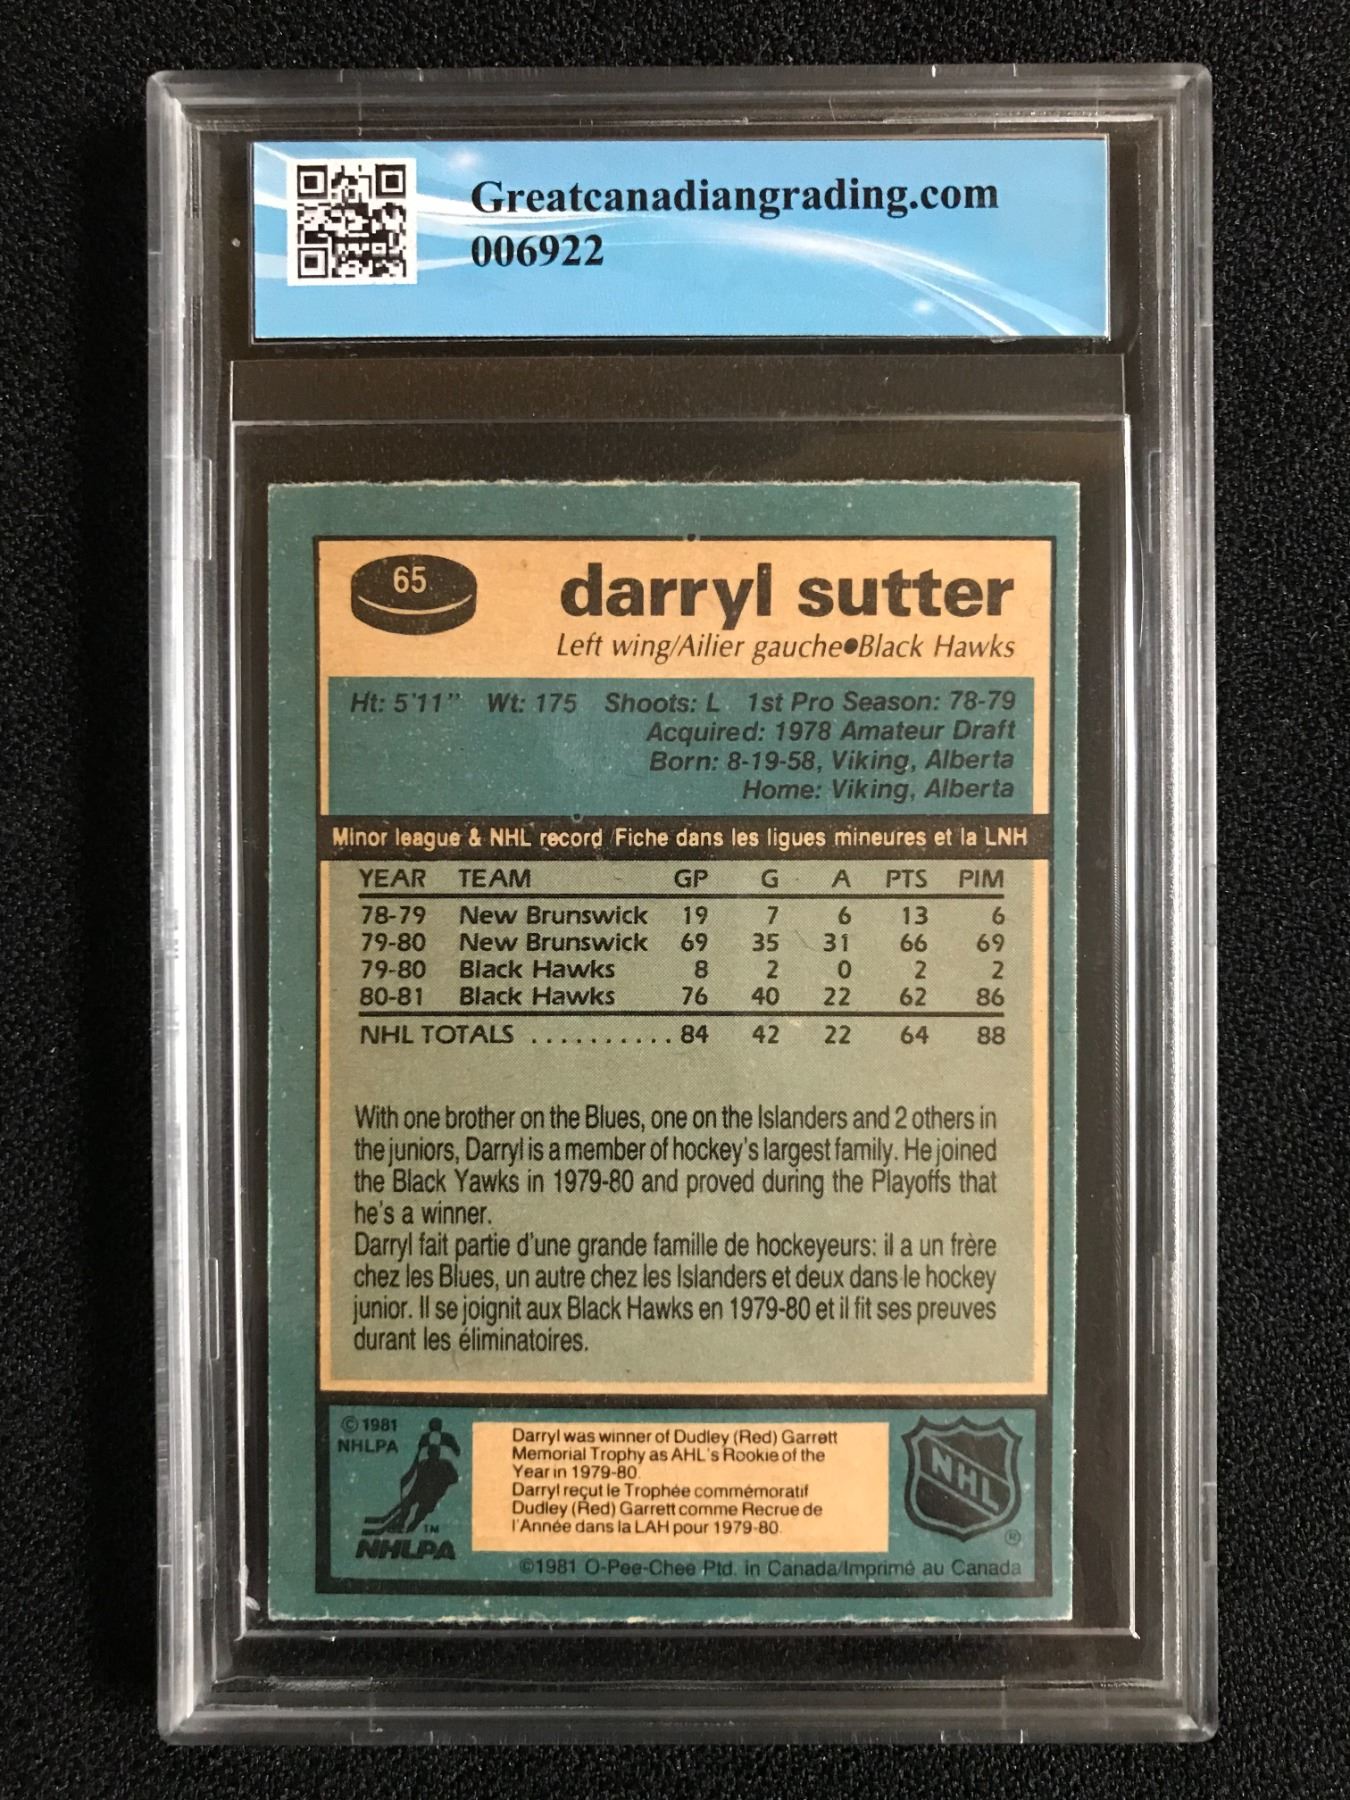 Greatcanadiangrading.com
006922
65
darryl sutter
Left wing/Ailier gauche●Black Hawks
Ht: 5'11" Wt: 175 Shoots: L 1st Pro Season: 78-79
Acquired: 1978 Amateur Draft
Born: 8-19-58, Viking, Alberta
Home: Viking, Alberta
Minor league & NHL record/Fiche dans les ligues mineures et la LNH
YEAR TEAM GP G A PTS PIM
78-79 New Brunswick 19 7 6 13 6
79-80 New Brunswick 69 35 31 66 69
79-80 Black Hawks 8 2 0 2 2
80-81 Black Hawks 76 40 22 62 86
NHL TOTALS .......... 84 42 22 64 88
With one brother on the Blues, one on the Islanders and 2 others in
the juniors, Darryl is a member of hockey's largest family. He joined
the Black Yawks in 1979-80 and proved during the Playoffs that
he's a winner.
Darryl fait partie d'une grande famille de hockeyeurs: il a un frère
chez les Blues, un autre chez les Islanders et deux dans le hockey
junior. Il se joignit aux Black Hawks en 1979-80 et il fit ses preuves
durant les éliminatoires.
© 1981
NHLPA
TM
NHLPA
Darryl was winner of Dudley (Red) Garrett
Memorial Trophy as AHL's Rookie of the
Year in 1979-80.
Darryl reçut le Trophée commémoratif
Dudley (Red) Garrett comme Recrue de
l'Année dans la LAH pour 1979-80.
NHL
®
©1981 O-Pee-Chee Ptd. in Canada/Imprimé au Canada